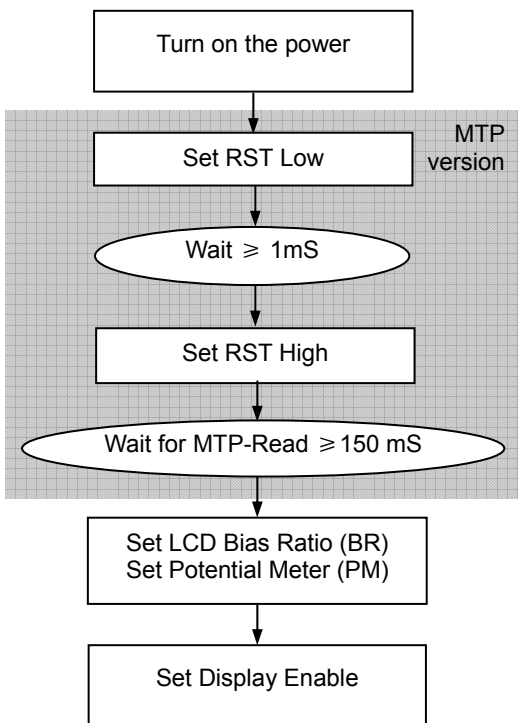 Turn on the power
MTP
version
Set RST Low
Wait ≥ 1mS
Set RST High
Wait for MTP-Read ≥150 mS
Set LCD Bias Ratio (BR)
Set Potential Meter (PM)
Set Display Enable